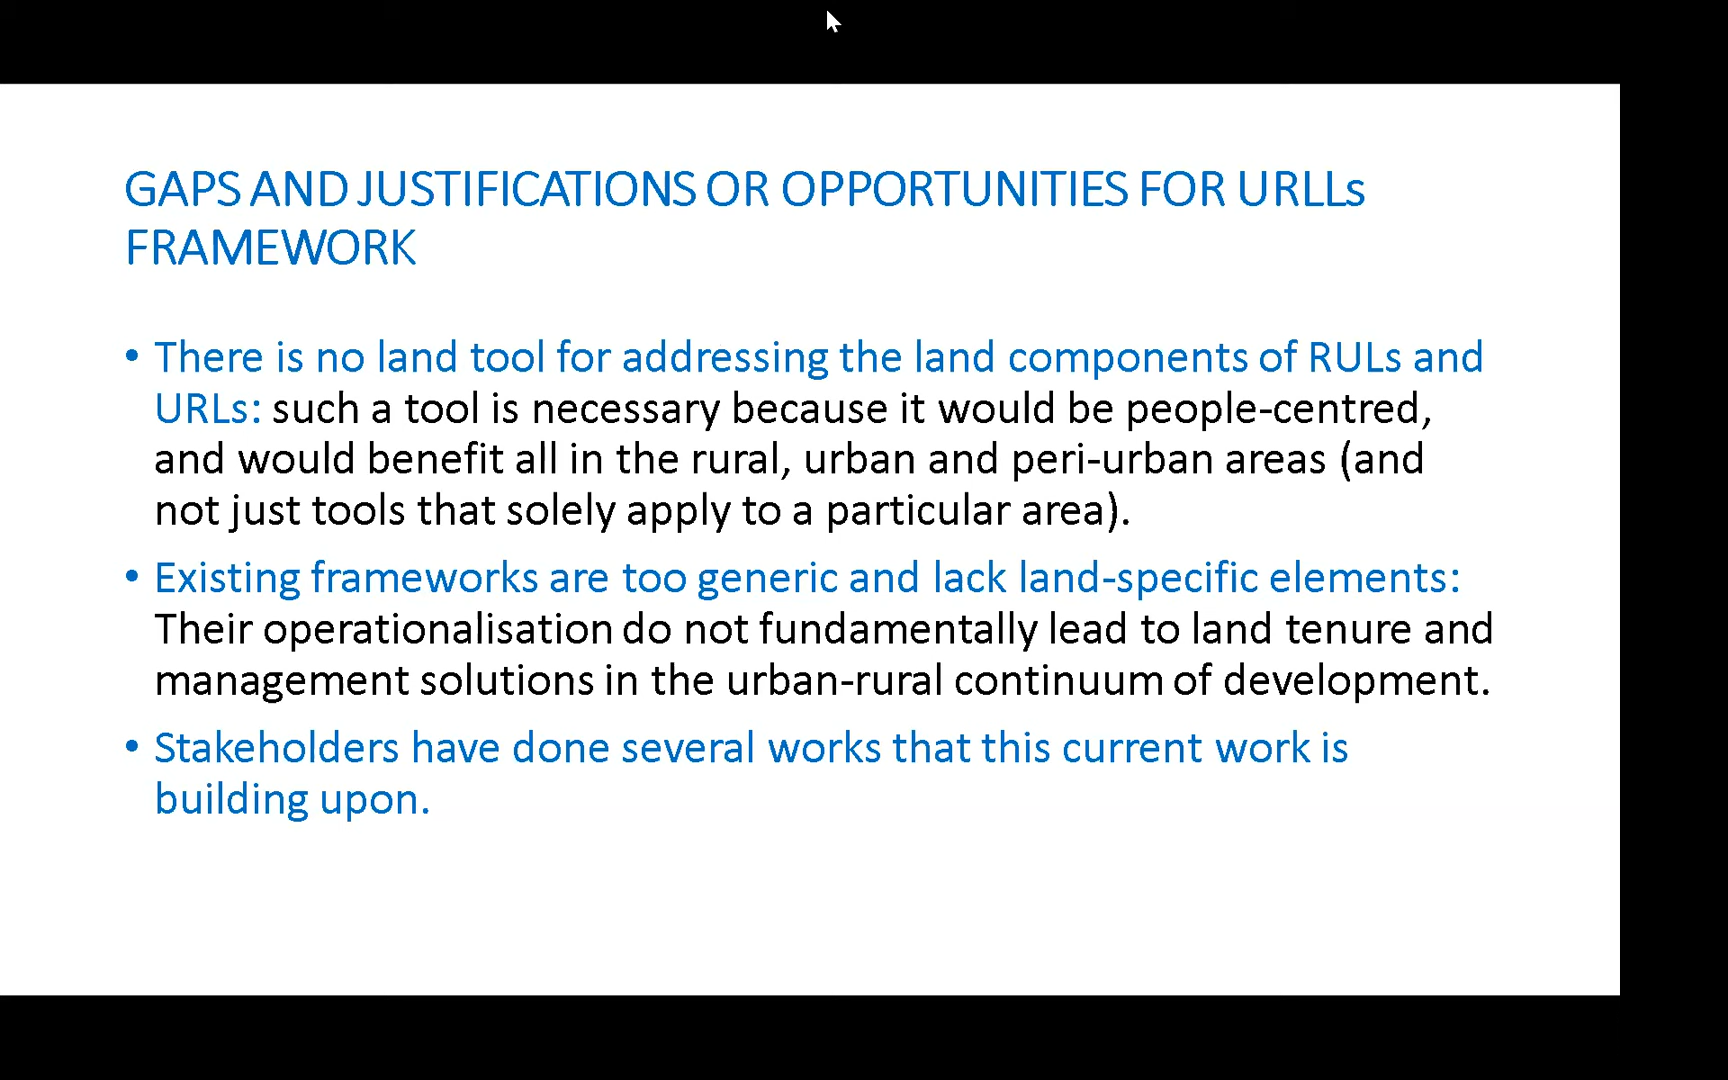 GAPS AND JUSTIFICATIONS OR OPPORTUNITIES FOR URLLs
FRAMEWORK
• There is no land tool for addressing the land components of RULs and
URLs: such a tool is necessary because it would be people-centred,
and would benefit all in the rural, urban and peri-urban areas (and
not just tools that solely apply to a particular area).
• Existing frameworks are too generic and lack land-specific elements:
Their operationalisation do not fundamentally lead to land tenure and
management solutions in the urban-rural continuum of development.
• Stakeholders have done several works that this current work is
building upon.